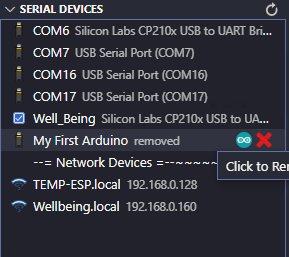 SERIAL DEVICES
COM6 Silicon Labs CP210x USB to UART Bri...
COM7 USB Serial Port (COM7)
COM16 USB Serial Port (COM16)
COM17 USB Serial Port (COM17)
Well_Being Silicon Labs CP210x USB to UA...
My First Arduino removed
--= Network Devices =--~~~~~
Click to Re
TEMP-ESP.local 192.168.0.128
Wellbeing.local 192.168.0.160